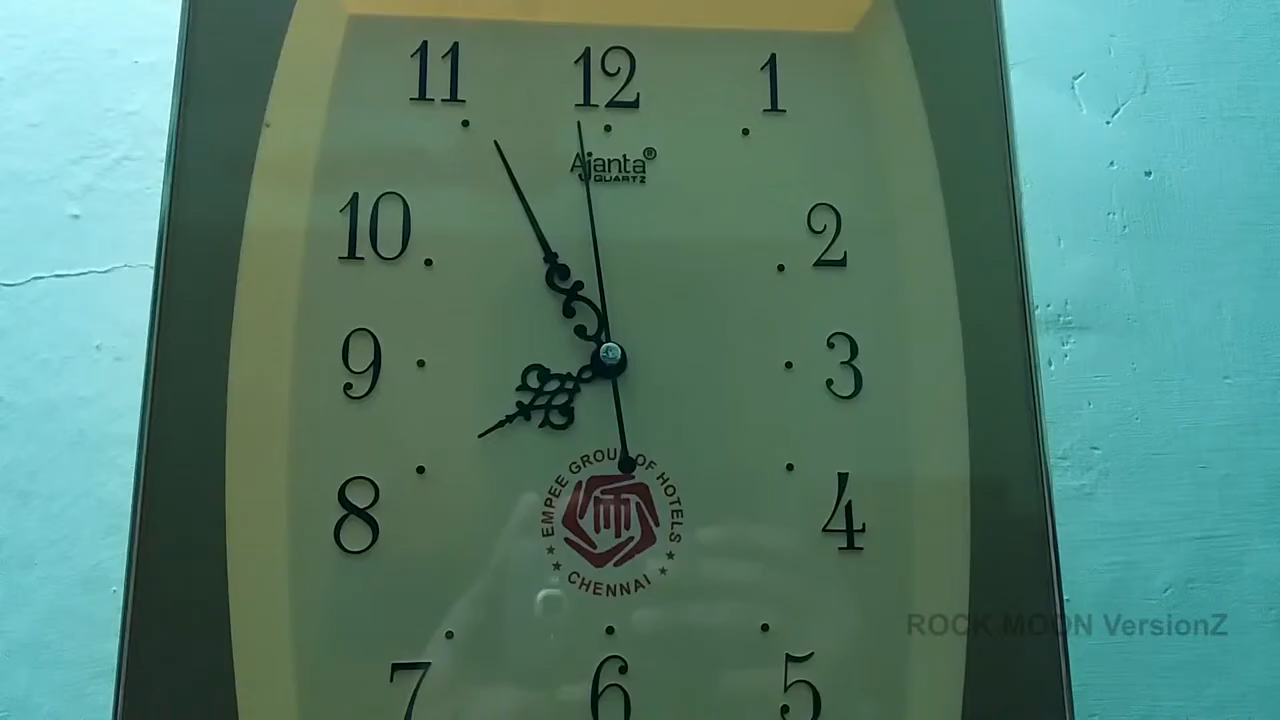 11 12 1
Ajanta®
QUARTZ
10 2
9 3
EMPEE GROUP OF HOTELS
8 4
CHENNAI
ROCK MOON VersionZ
7 6 5